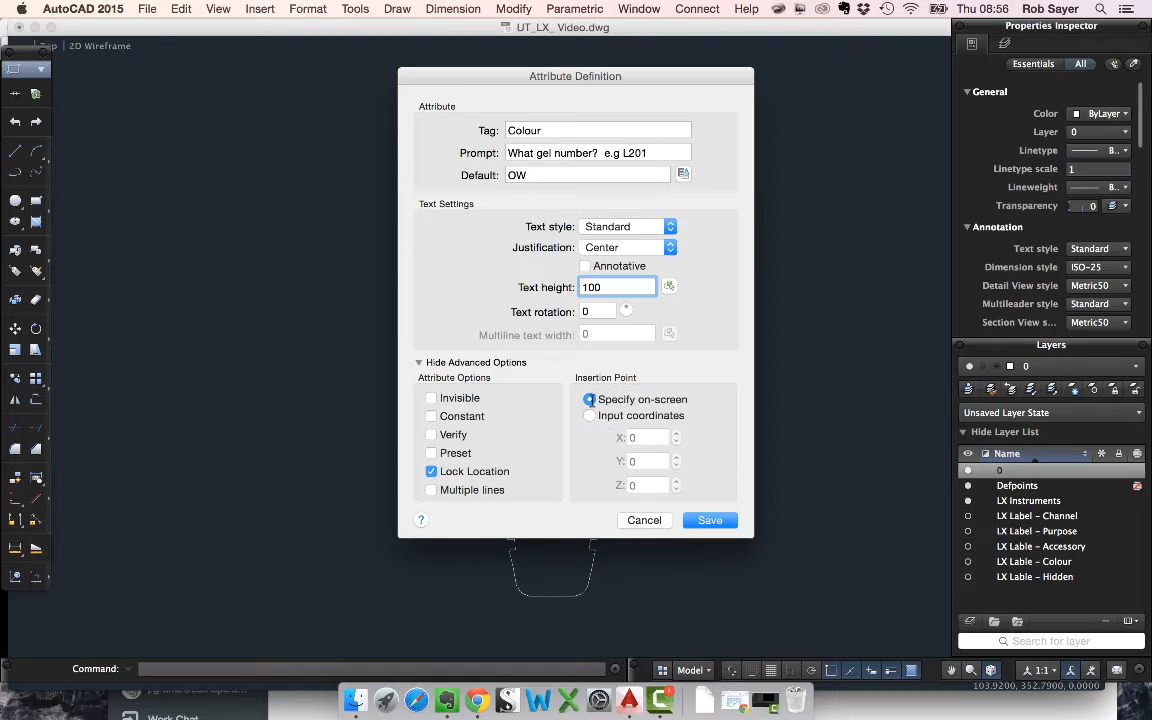 AutoCAD 2015 File Edit View Insert Format Tools Draw Dimension Modify Parametric Window Connect Help Thu 08:56 Rob Sayer
UT_LX_ Video.dwg
Top 2D Wireframe
Properties Inspector
Essentials All
General
Color ByLayer
Layer 0
Linetype B..
Linetype scale 1
Lineweight B..
Transparency 0
Annotation
Text style Standard
Dimension style ISO-25
Detail View style Metric50
Multileader style Standard
Section View s... Metric50
Layers
0
Unsaved Layer State
Hide Layer List
Name
0
Defpoints
LX Instruments
LX Label - Channel
LX Label - Purpose
LX Lable - Accessory
LX Lable - Colour
LX Lable - Hidden
Search for layer
Attribute Definition
Attribute
Tag: Colour
Prompt: What gel number? e.g L201
Default: OW
Text Settings
Text style: Standard
Justification: Center
Annotative
Text height: 100
Text rotation: 0
Multiline text width: 0
Hide Advanced Options
Attribute Options
Invisible
Constant
Verify
Preset
Lock Location
Multiple lines
Insertion Point
Specify on-screen
Input coordinates
X: 0
Y: 0
Z: 0
? Cancel Save
Command:
Model 1:1
103.9200, 352.7900, 0.0000
Work Chat
1